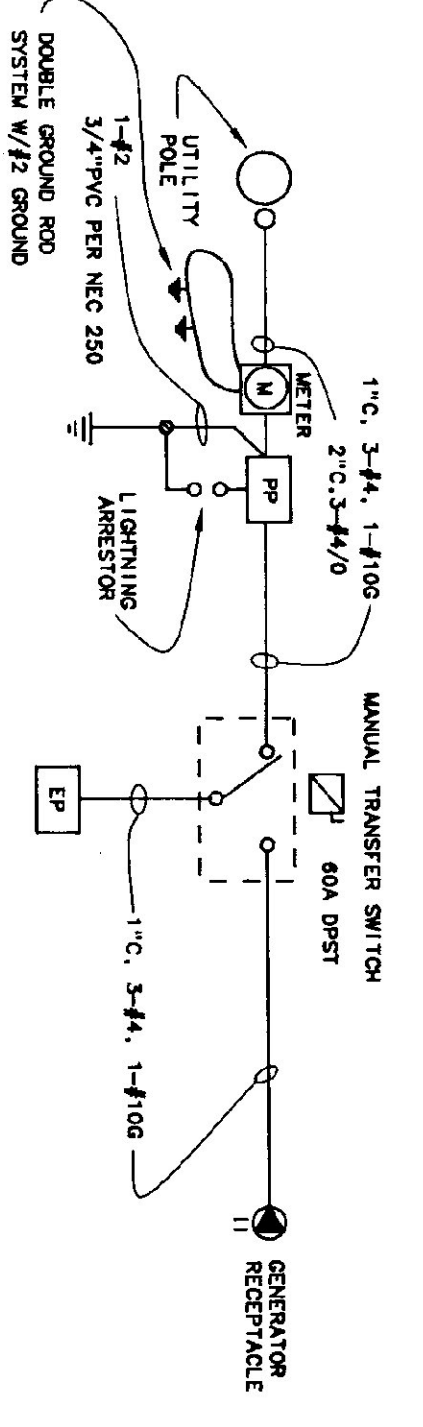 UTILITY
POLE
METER
M
PP
1"C, 3-#4, 1-#10G
2"C,3-#4/0
1-#2
3/4"PVC PER NEC 250
DOUBLE GROUND ROD
SYSTEM W/#2 GROUND
LIGHTNING
ARRESTOR
MANUAL TRANSFER SWITCH
60A DPST
EP
1"C, 3-#4, 1-#10G
GENERATOR
RECEPTACLE